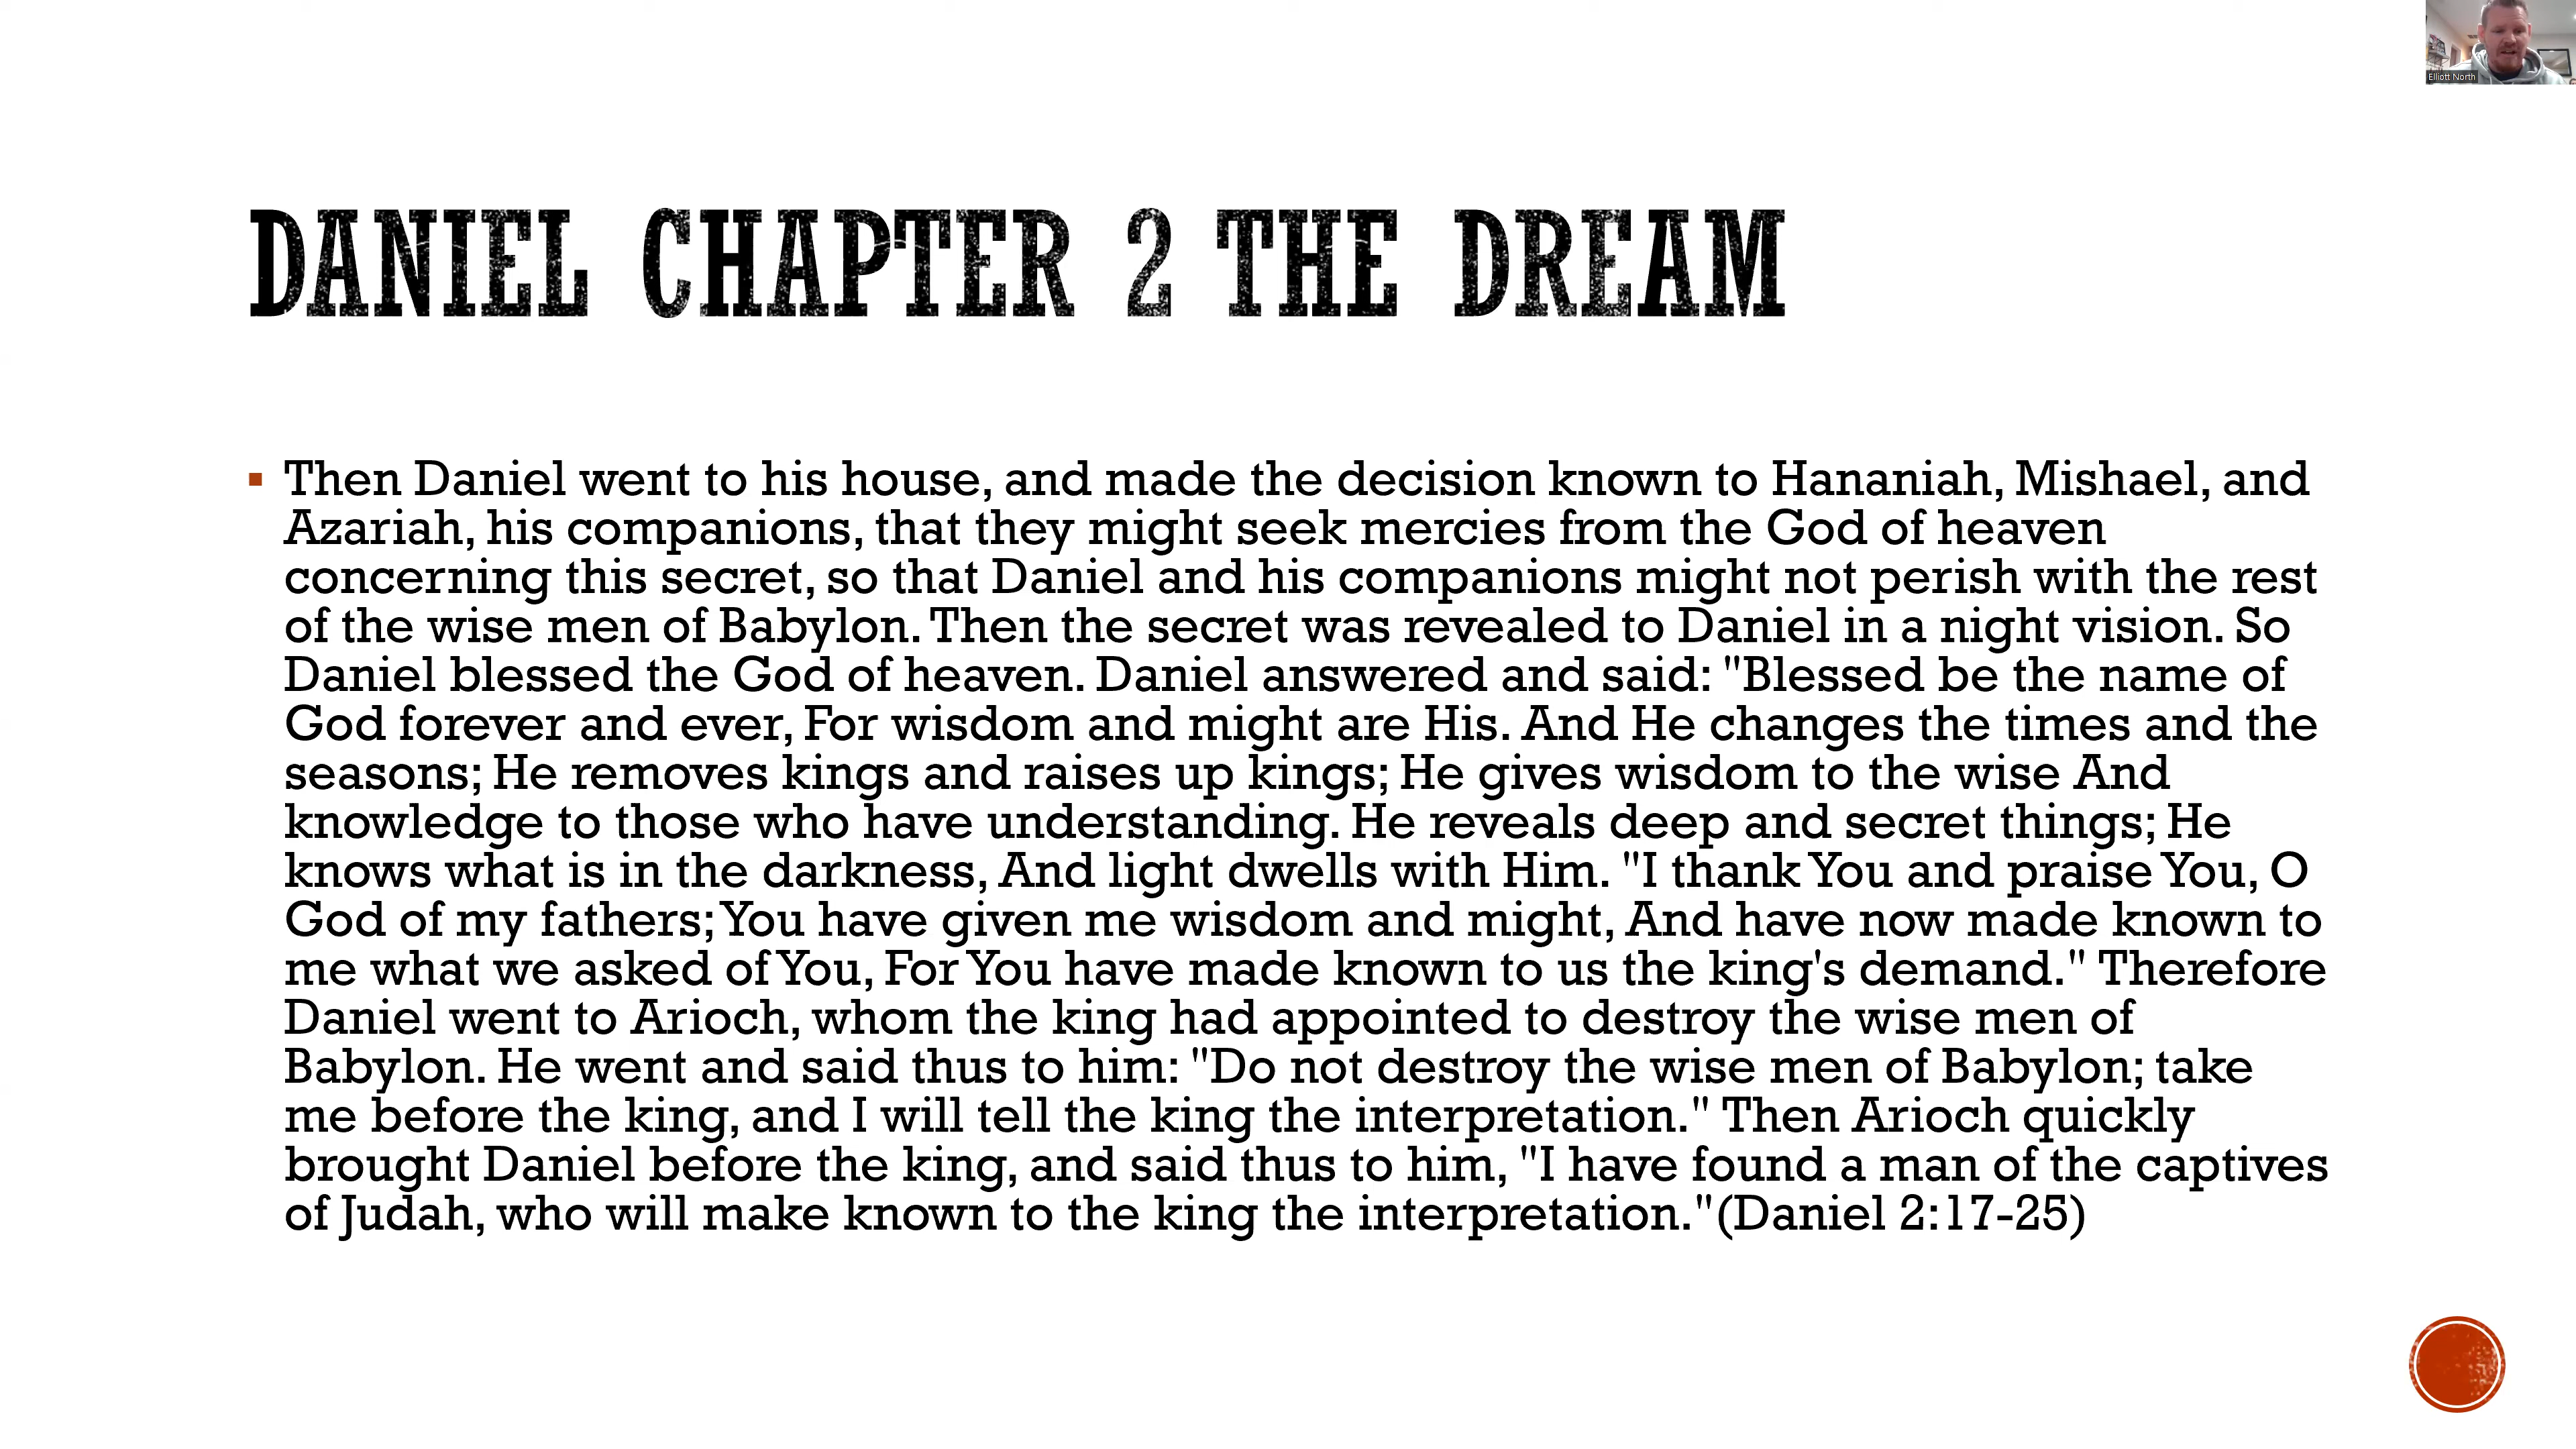 Elliott North
DANIEL CHAPTER 2 THE DREAM
Then Daniel went to his house, and made the decision known to Hananiah, Mishael, and
Azariah, his companions, that they might seek mercies from the God of heaven
concerning this secret, so that Daniel and his companions might not perish with the rest
of the wise men of Babylon. Then the secret was revealed to Daniel in a night vision. So
Daniel blessed the God of heaven. Daniel answered and said: "Blessed be the name of
God forever and ever, For wisdom and might are His. And He changes the times and the
seasons; He removes kings and raises up kings; He gives wisdom to the wise And
knowledge to those who have understanding. He reveals deep and secret things; He
knows what is in the darkness, And light dwells with Him. "I thank You and praise You, O
God of my fathers; You have given me wisdom and might, And have now made known to
me what we asked of You, For You have made known to us the king's demand." Therefore
Daniel went to Arioch, whom the king had appointed to destroy the wise men of
Babylon. He went and said thus to him: "Do not destroy the wise men of Babylon; take
me before the king, and I will tell the king the interpretation." Then Arioch quickly
brought Daniel before the king, and said thus to him, "I have found a man of the captives
of Judah, who will make known to the king the interpretation."(Daniel 2:17-25)